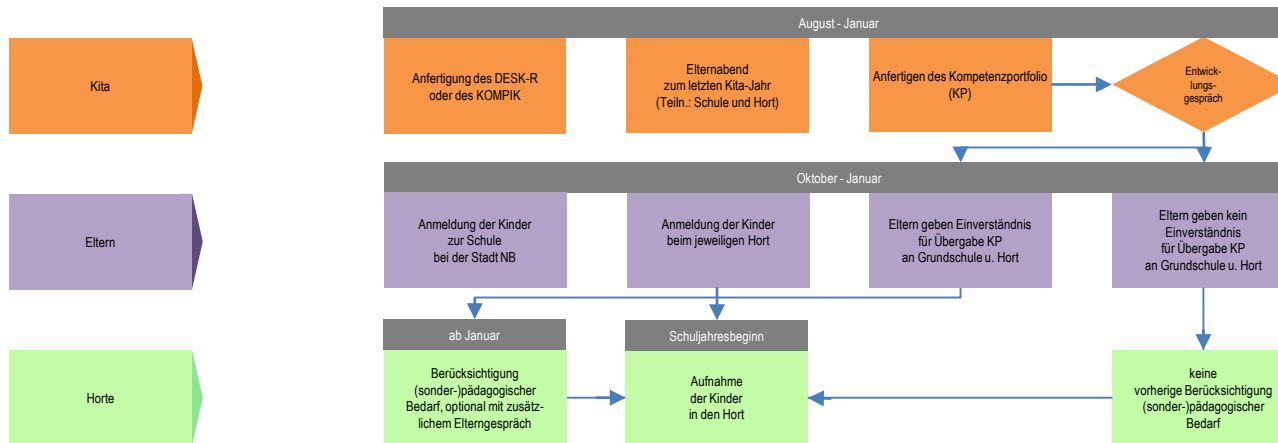 August - Januar
Kita
Anfertigung des DESK-R
oder des KOMPIK
Elternabend
zum letzten Kita-Jahr
(Teiln.: Schule und Hort)
Anfertigen des Kompetenzportfolio
(KP)
Entwick-
lungs-
gespräch
Oktober - Januar
Eltern
Anmeldung der Kinder
zur Schule
bei der Stadt NB
Anmeldung der Kinder
beim jeweiligen Hort
Eltern geben Einverständnis
für Übergabe KP
an Grundschule u. Hort
Eltern geben kein
Einverständnis
für Übergabe KP
an Grundschule u. Hort
ab Januar
Schuljahresbeginn
Horte
Berücksichtigung
(sonder-)pädagogischer
Bedarf, optional mit zusätz-
lichem Elterngespräch
Aufnahme
der Kinder
in den Hort
keine
vorherige Berücksichtigung
(sonder-)pädagogischer
Bedarf